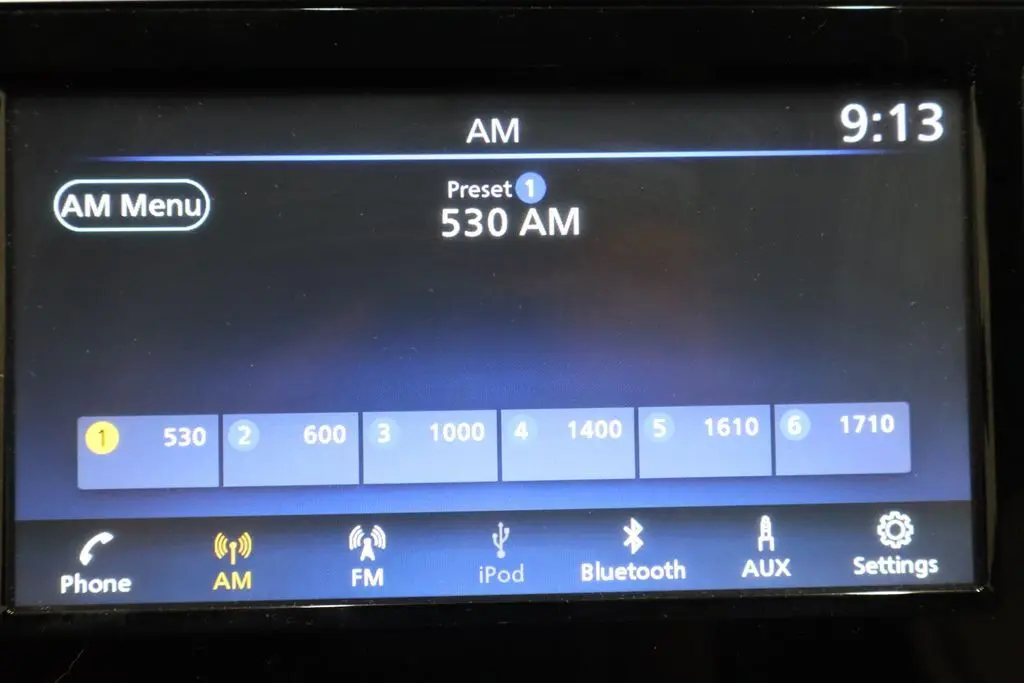 AM
9:13
AM Menu
Preset 1
530 AM
1 530 2 600 3 1000 4 1400 5 1610 6 1710
Phone AM FM iPod Bluetooth AUX Settings